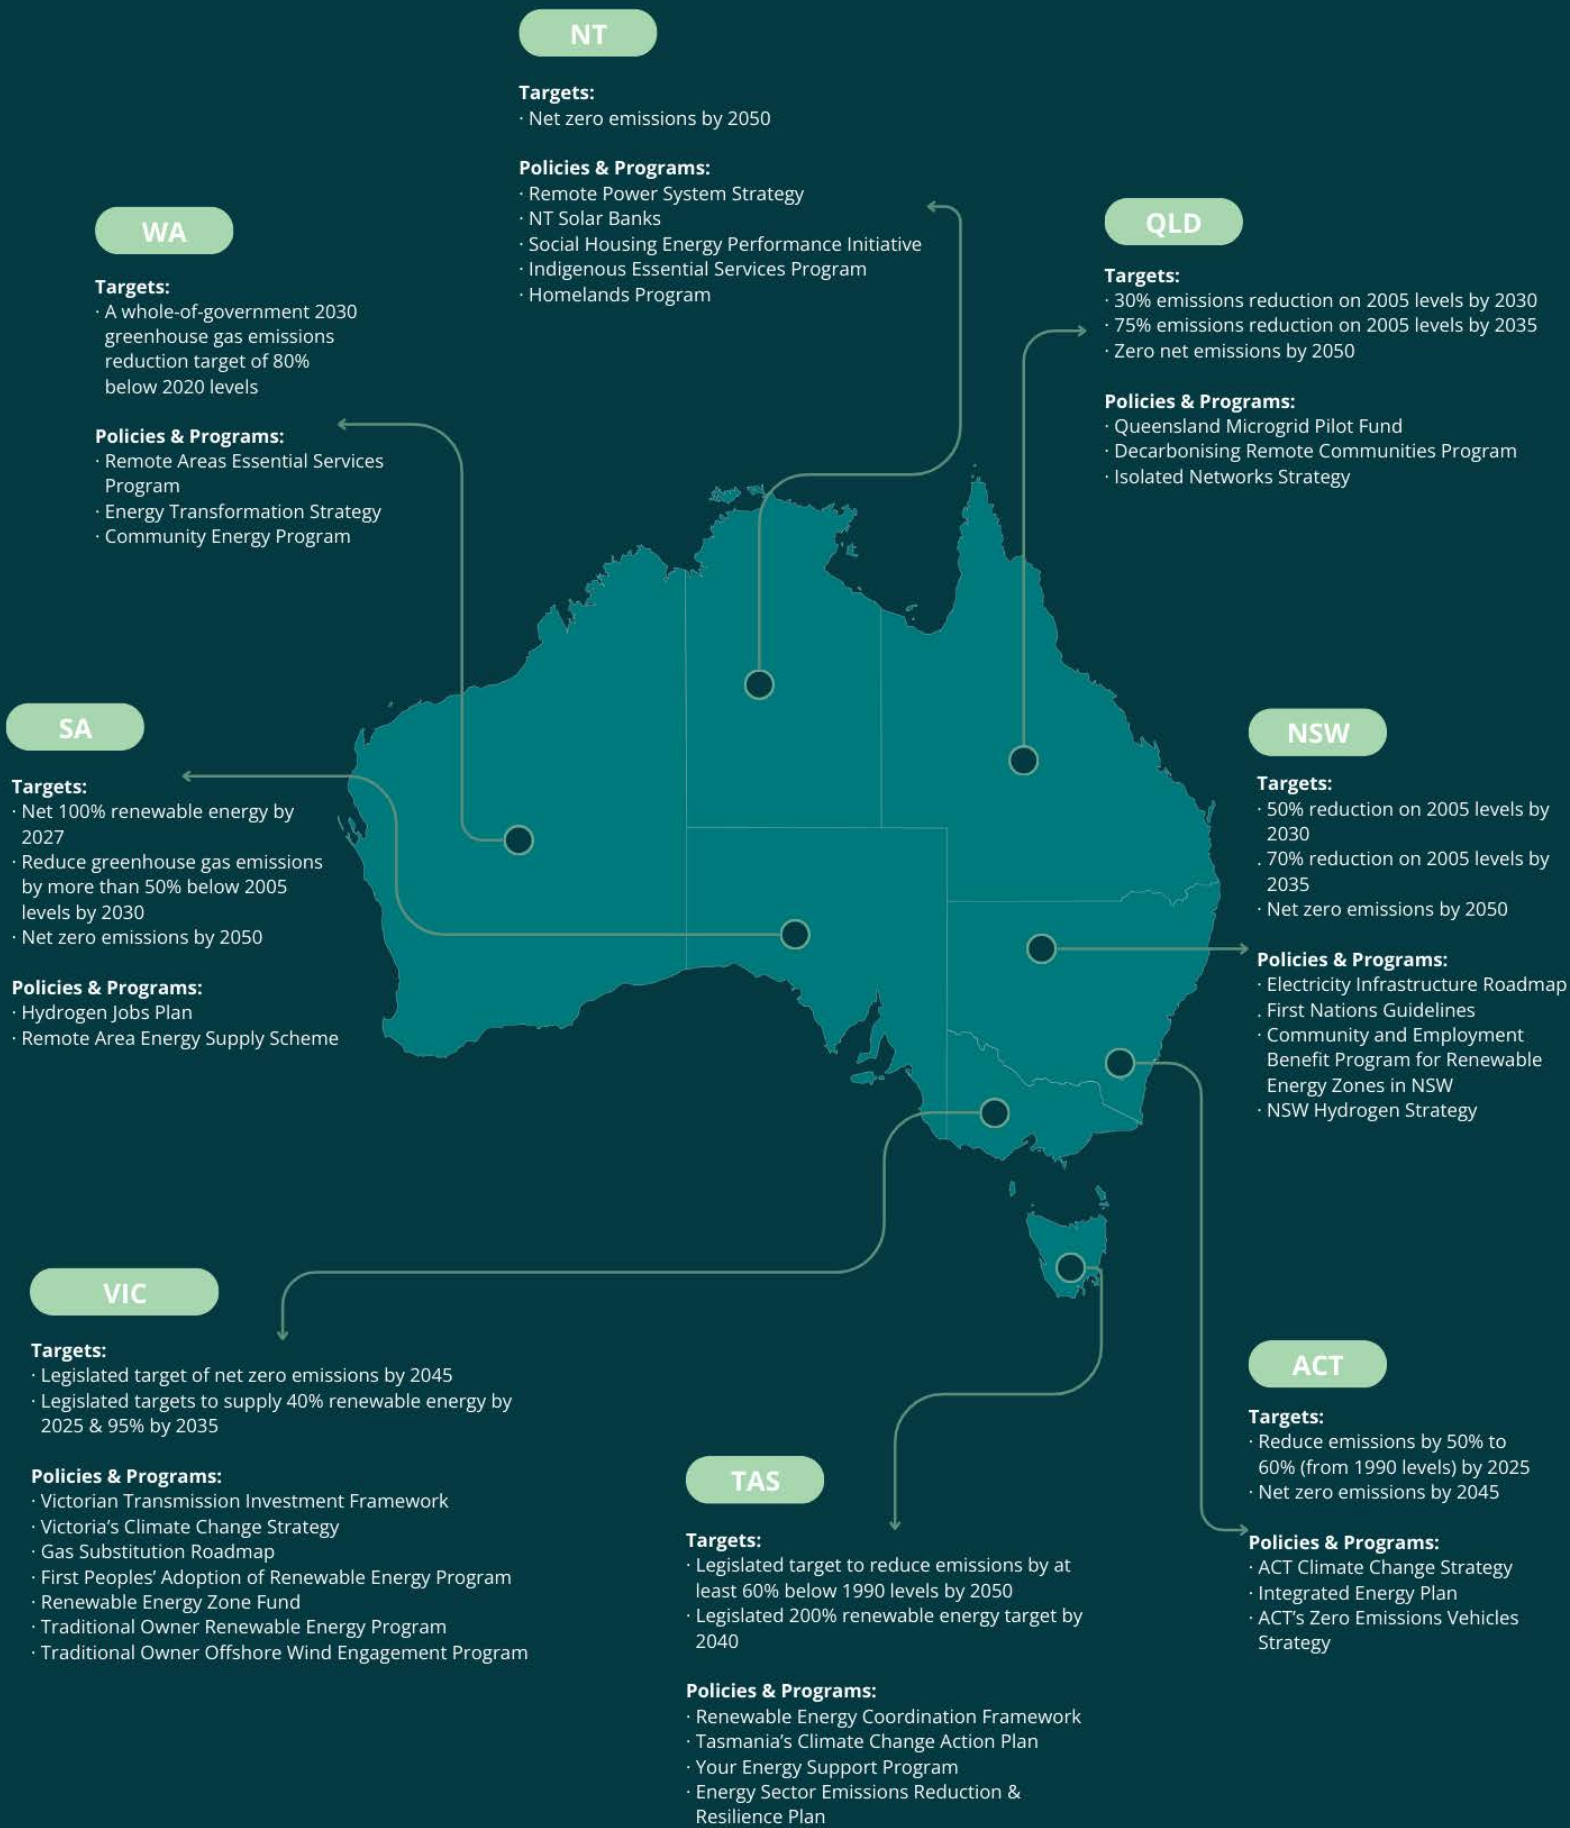 NT
Targets:
· Net zero emissions by 2050
Policies & Programs:
· Remote Power System Strategy
· NT Solar Banks
· Social Housing Energy Performance Initiative
· Indigenous Essential Services Program
· Homelands Program
WA
Targets:
· A whole-of-government 2030
greenhouse gas emissions
reduction target of 80%
below 2020 levels
Policies & Programs:
· Remote Areas Essential Services
Program
· Energy Transformation Strategy
· Community Energy Program
QLD
Targets:
· 30% emissions reduction on 2005 levels by 2030
· 75% emissions reduction on 2005 levels by 2035
· Zero net emissions by 2050
Policies & Programs:
· Queensland Microgrid Pilot Fund
· Decarbonising Remote Communities Program
· Isolated Networks Strategy
SA
Targets:
· Net 100% renewable energy by
2027
· Reduce greenhouse gas emissions
by more than 50% below 2005
levels by 2030
· Net zero emissions by 2050
Policies & Programs:
· Hydrogen Jobs Plan
· Remote Area Energy Supply Scheme
NSW
Targets:
· 50% reduction on 2005 levels by
2030
. 70% reduction on 2005 levels by
2035
· Net zero emissions by 2050
Policies & Programs:
· Electricity Infrastructure Roadmap
. First Nations Guidelines
· Community and Employment
Benefit Program for Renewable
Energy Zones in NSW
· NSW Hydrogen Strategy
VIC
Targets:
· Legislated target of net zero emissions by 2045
· Legislated targets to supply 40% renewable energy by
2025 & 95% by 2035
Policies & Programs:
· Victorian Transmission Investment Framework
· Victoria’s Climate Change Strategy
· Gas Substitution Roadmap
· First Peoples’ Adoption of Renewable Energy Program
· Renewable Energy Zone Fund
· Traditional Owner Renewable Energy Program
· Traditional Owner Offshore Wind Engagement Program
TAS
Targets:
· Legislated target to reduce emissions by at
least 60% below 1990 levels by 2050
· Legislated 200% renewable energy target by
2040
Policies & Programs:
· Renewable Energy Coordination Framework
· Tasmania’s Climate Change Action Plan
· Your Energy Support Program
· Energy Sector Emissions Reduction &
Resilience Plan
ACT
Targets:
· Reduce emissions by 50% to
60% (from 1990 levels) by 2025
· Net zero emissions by 2045
Policies & Programs:
· ACT Climate Change Strategy
· Integrated Energy Plan
· ACT’s Zero Emissions Vehicles
Strategy